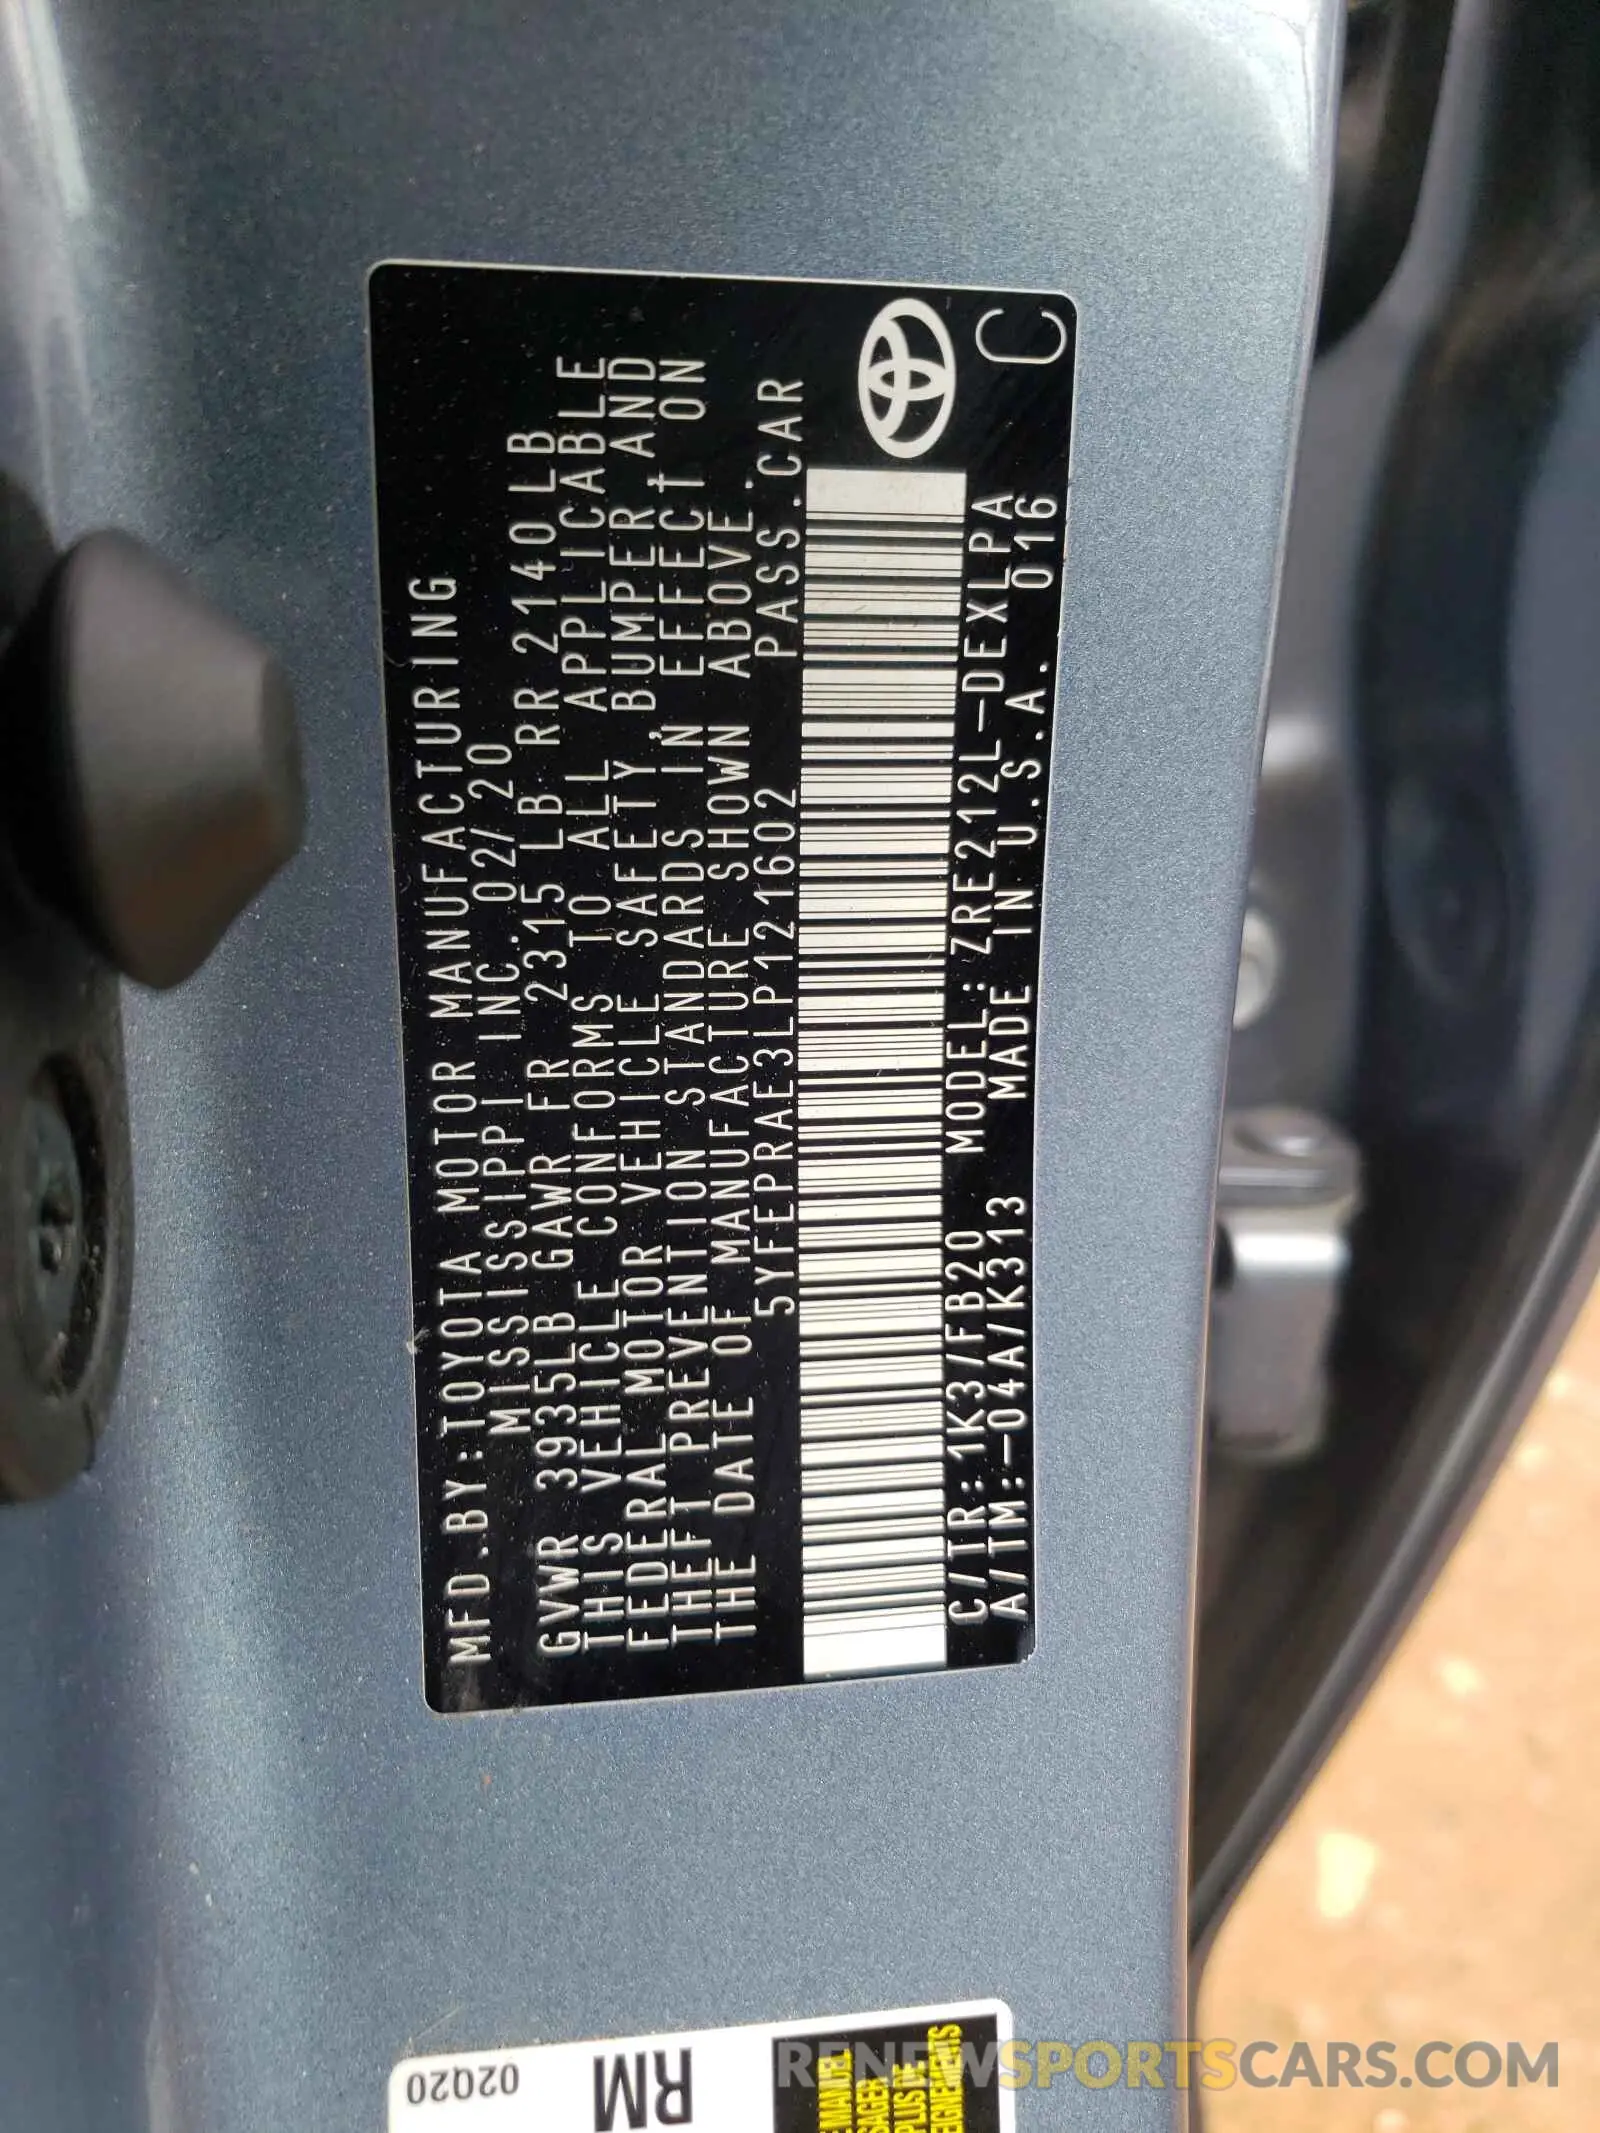 MFD.BY:TOYOTA MOTOR MANUFACTURING
MISSISSIPPI INC. 02/20
GVWR 3935LB GAWR FR 2315 LB RR 2140LB
THIS VEHICLE CONFORMS TO ALL APPLICABLE
FEDERAL MOTOR VEHICLE SAFETY, BUMPER AND
THEFT PREVENTION STANDARDS IN EFFECT ON
THE DATE OF MANUFACTURE SHOWN ABOVE.
5YFEPRAE3LP121602 PASS.CAR
C/TR:1K3/FB20 MODEL:ZRE212L-DEXLPA
A/TM:-04A/K313 MADE IN U.S.A. 016
C
02Q20
RM
PLUS
RENEWSPORTSCARS.COM